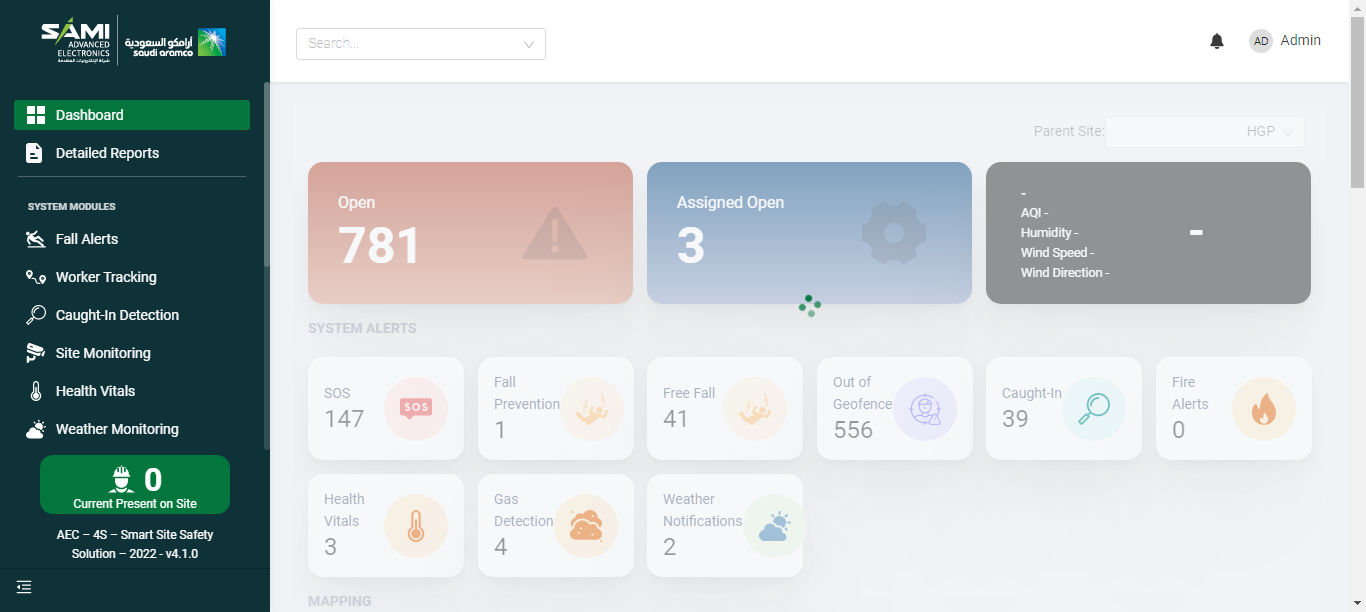 SAMI
ADVANCED
ELECTRONICS
شركة الإلكترونيات المتقدمة
أرامكو السعودية
saudi aramco
Search...
AD Admin
Dashboard
Detailed Reports
SYSTEM MODULES
Fall Alerts
Worker Tracking
Caught-In Detection
Site Monitoring
Health Vitals
Weather Monitoring
0
Current Present on Site
AEC – 4S – Smart Site Safety
Solution – 2022 - v4.1.0
Parent Site: HGP
Open
781
Assigned Open
3
-
AQI -
Humidity -
Wind Speed -
Wind Direction -
-
SYSTEM ALERTS
SOS
147
SOS
Fall
Prevention
1
Free Fall
41
Out of
Geofence
556
Caught-In
39
Fire
Alerts
0
Health
Vitals
3
Gas
Detection
4
Weather
Notifications
2
MAPPING